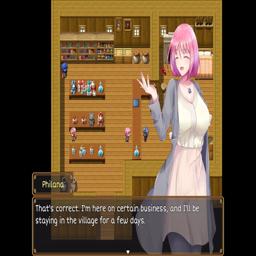 Philana
That's correct. I'm here on certain business, and I'll be
staying in the village for a few days.